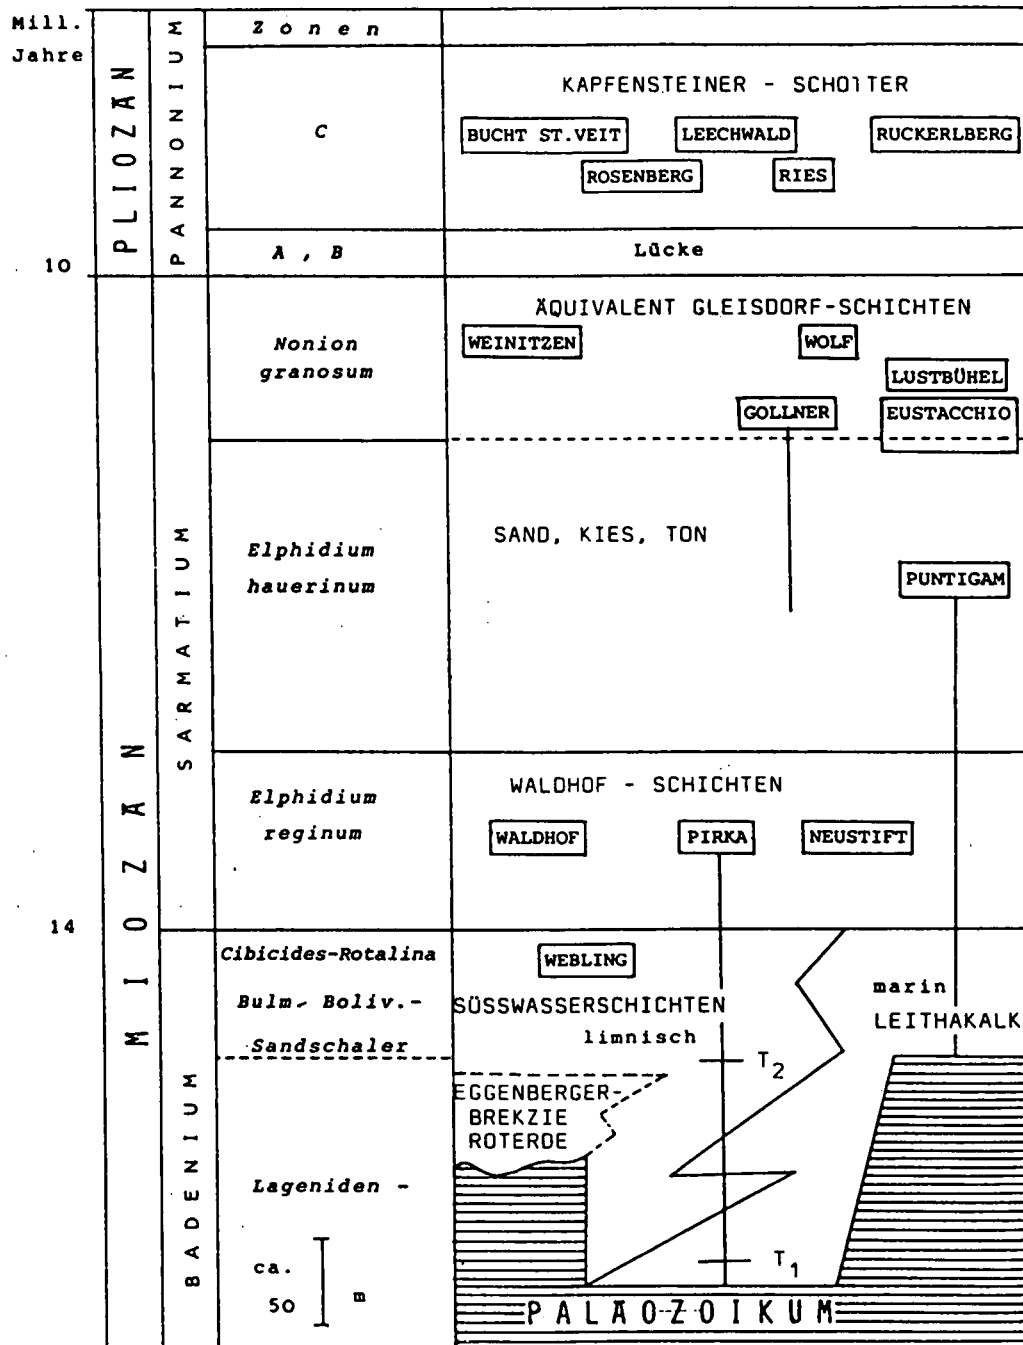 Mill.
Jahre
PLIOZÄN
PANNONIUM
Zonen
C
KAPFENSTEINER - SCHOTTER
BUCHT ST.VEIT
LEECHWALD
RUCKERLBERG
ROSENBERG
RIES
A , B
Lücke
10
MIOZÄN
SARMATIUM
Nonion
granosum
ÄQUIVALENT GLEISDORF-SCHICHTEN
WEINITZEN
WOLF
LUSTBÜHEL
GOLLNER
EUSTACCHIO
Elphidium
hauerinum
SAND, KIES, TON
PUNTIGAM
Elphidium
reginum
WALDHOF - SCHICHTEN
WALDHOF
PIRKA
NEUSTIFT
14
BADENIUM
Cibicides-Rotalina
WEBLING
Bulm.- Boliv.-
Sandschaler
SÜSSWASSERSCHICHTEN
limnisch
marin
LEITHAKALK
T2
EGGENBERGER-
BREKZIE
ROTERDE
Lageniden -
T1
ca.
50 m
PALÄOZOIKUM